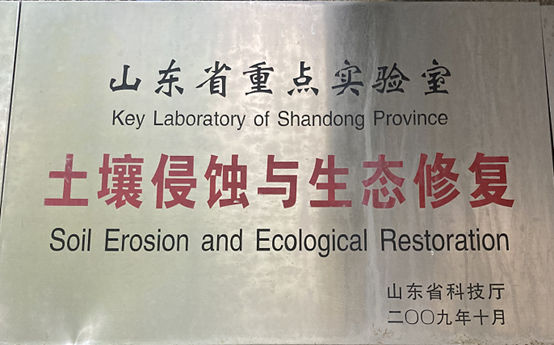 山东省重点实验室
Key Laboratory of Shandong Province
土壤侵蚀与生态修复
Soil Erosion and Ecological Restoration
山东省科技厅
二〇〇九年十月